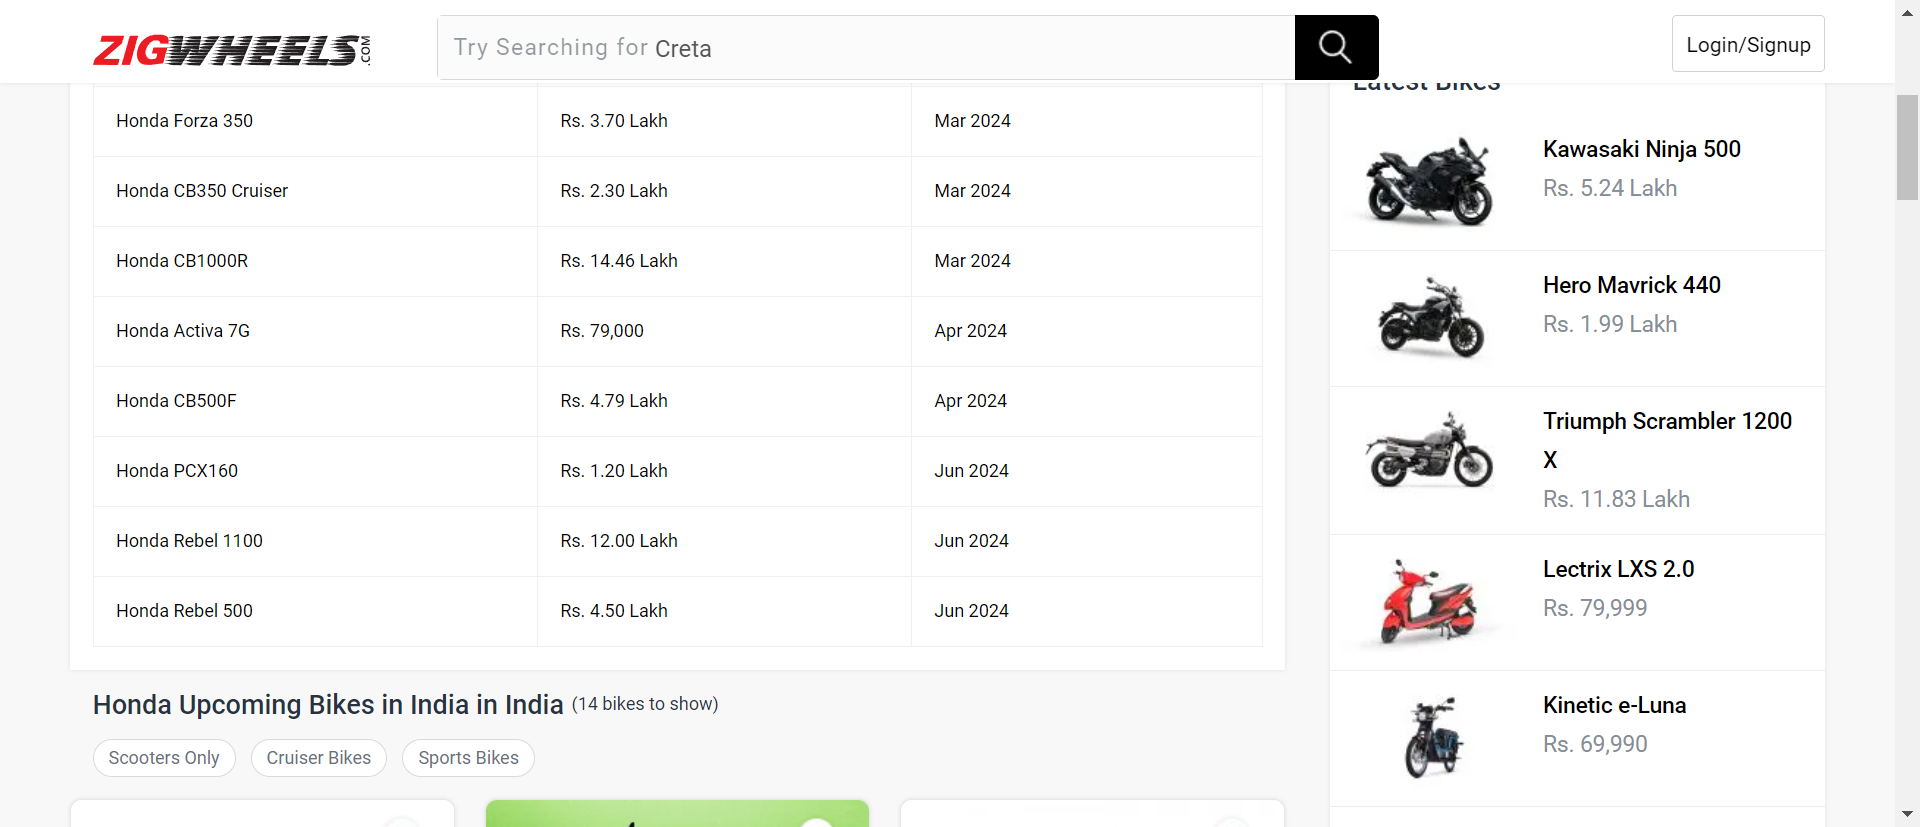 ZIGWHEELS.COM
Try Searching for Creta
Login/Signup
Honda Forza 350 Rs. 3.70 Lakh Mar 2024
Honda CB350 Cruiser Rs. 2.30 Lakh Mar 2024
Honda CB1000R Rs. 14.46 Lakh Mar 2024
Honda Activa 7G Rs. 79,000 Apr 2024
Honda CB500F Rs. 4.79 Lakh Apr 2024
Honda PCX160 Rs. 1.20 Lakh Jun 2024
Honda Rebel 1100 Rs. 12.00 Lakh Jun 2024
Honda Rebel 500 Rs. 4.50 Lakh Jun 2024
Honda Upcoming Bikes in India in India (14 bikes to show)
Scooters Only Cruiser Bikes Sports Bikes
Latest Bikes
Kawasaki Ninja 500
Rs. 5.24 Lakh
Hero Mavrick 440
Rs. 1.99 Lakh
Triumph Scrambler 1200
X
Rs. 11.83 Lakh
Lectrix LXS 2.0
Rs. 79,999
Kinetic e-Luna
Rs. 69,990